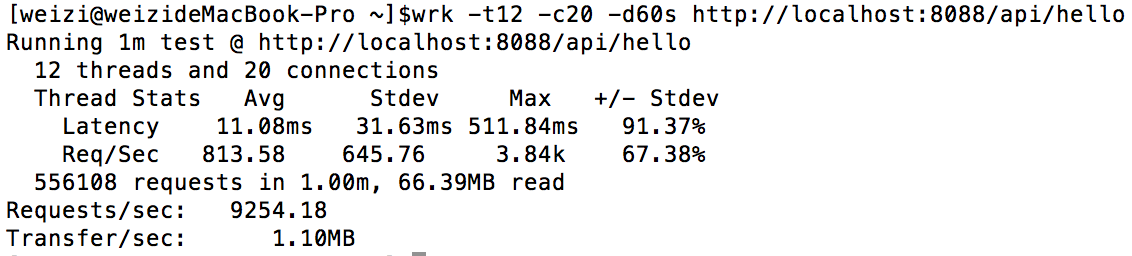 [weizi@weizideMacBook-Pro ~]$wrk -t12 -c20 -d60s http://localhost:8088/api/hello
Running 1m test @ http://localhost:8088/api/hello
  12 threads and 20 connections
  Thread Stats   Avg      Stdev     Max   +/- Stdev
    Latency    11.08ms   31.63ms 511.84ms   91.37%
    Req/Sec   813.58    645.76     3.84k    67.38%
  556108 requests in 1.00m, 66.39MB read
Requests/sec:   9254.18
Transfer/sec:      1.10MB